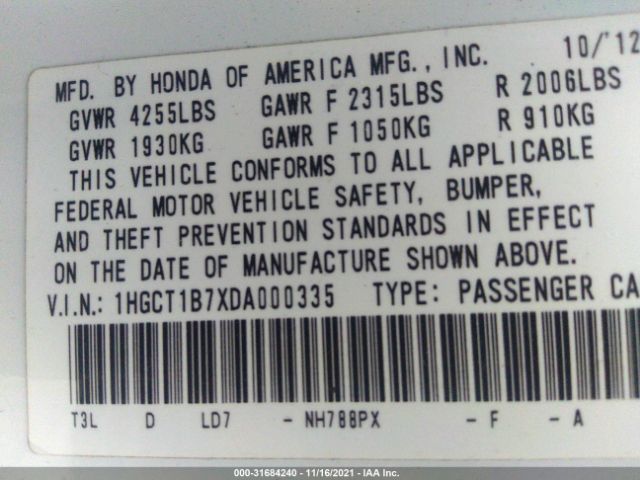 MFD. BY HONDA OF AMERICA MFG., INC. 10/'12
GVWR 4255LBS GAWR F 2315LBS R 2006LBS
GVWR 1930KG GAWR F 1050KG R 910KG
THIS VEHICLE CONFORMS TO ALL APPLICABLE
FEDERAL MOTOR VEHICLE SAFETY, BUMPER,
AND THEFT PREVENTION STANDARDS IN EFFECT
ON THE DATE OF MANUFACTURE SHOWN ABOVE.
V.I.N.: 1HGCT1B7XDA000335 TYPE: PASSENGER CA
T3L D LD7 - NH788PX - F - A
000-31684240 - 11/16/2021 - IAA Inc.